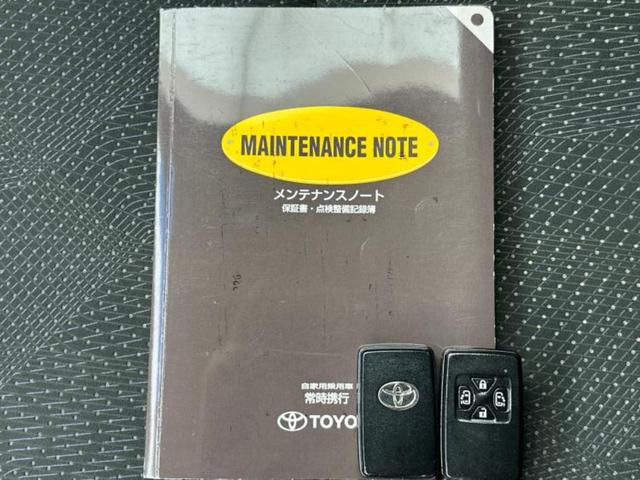 MAINTENANCE NOTE
メンテナンスノート
保証書・点検整備記録簿
自家用乗用車
常時携行
TOYO